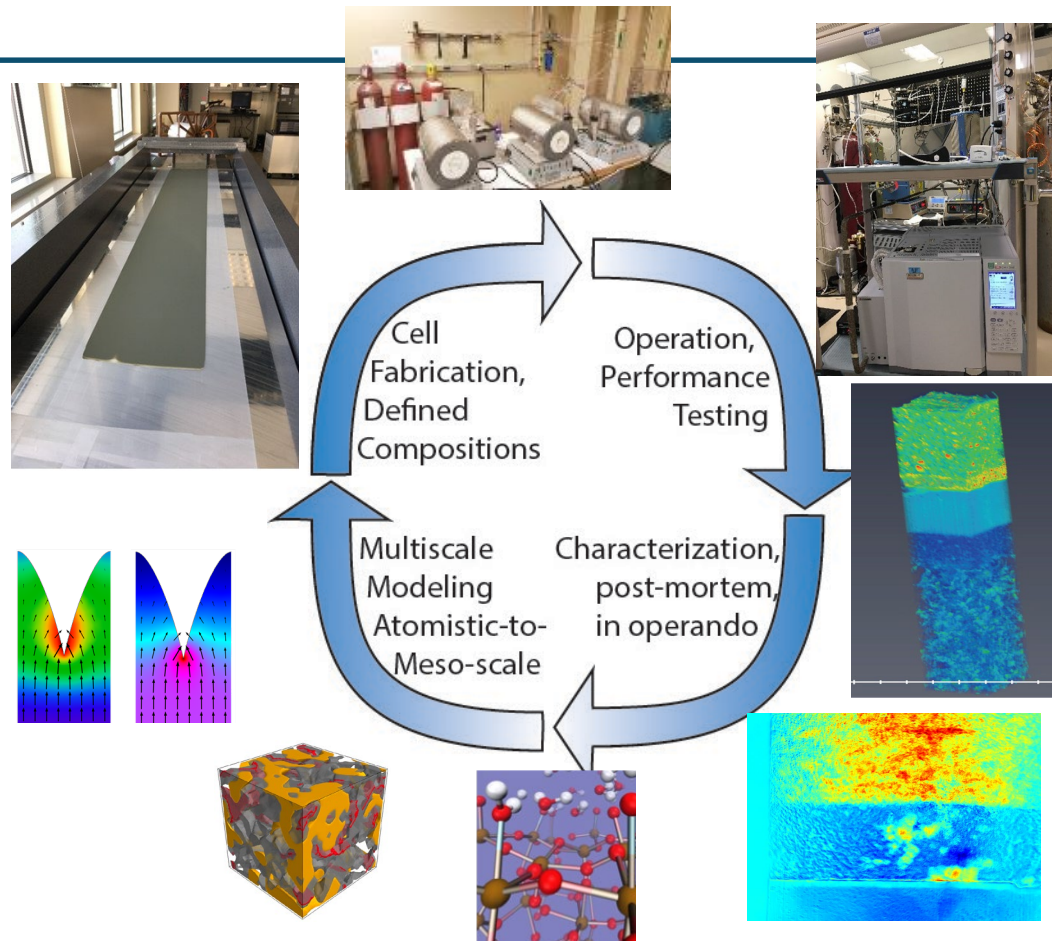 Cell
Fabrication,
Defined
Compositions
Operation,
Performance
Testing
Multiscale
Modeling
Atomistic-to-
Meso-scale
Characterization,
post-mortem,
in operando